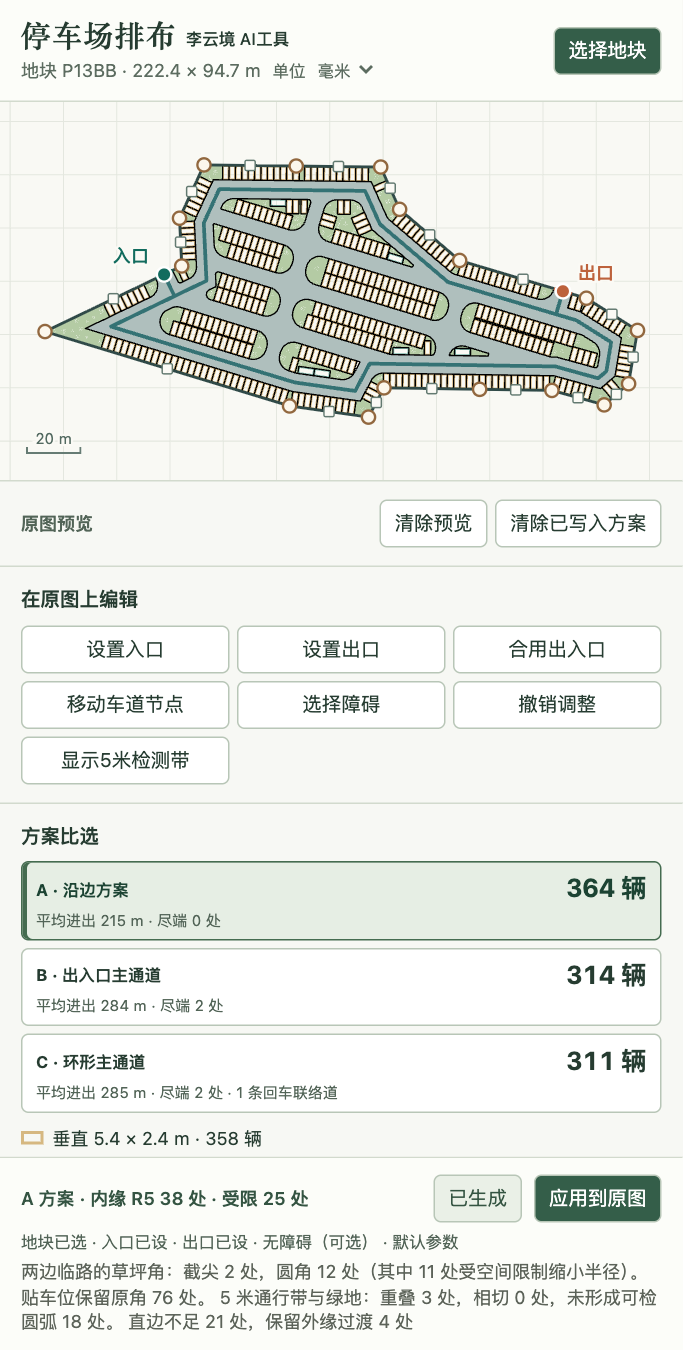 停车场排布 李云境 AI工具
选择地块
地块 P13BB · 222.4 × 94.7 m 单位 毫米
入口
出口
20 m
原图预览
清除预览
清除已写入方案
在原图上编辑
设置入口
设置出口
合用出入口
移动车道节点
选择障碍
撤销调整
显示5米检测带
方案比选
A · 沿边方案
364 辆
平均进出 215 m · 尽端 0 处
B · 出入口主通道
314 辆
平均进出 284 m · 尽端 2 处
C · 环形主通道
311 辆
平均进出 285 m · 尽端 2 处 · 1 条回车联络道
垂直 5.4 × 2.4 m · 358 辆
A 方案 · 内缘 R5 38 处 · 受限 25 处
已生成
应用到原图
地块已选 · 入口已设 · 出口已设 · 无障碍（可选） · 默认参数
两边临路的草坪角：截尖 2 处，圆角 12 处（其中 11 处受空间限制缩小半径）。
贴车位保留原角 76 处。 5 米通行带与绿地：重叠 3 处，相切 0 处，未形成可检
圆弧 18 处。 直边不足 21 处，保留外缘过渡 4 处